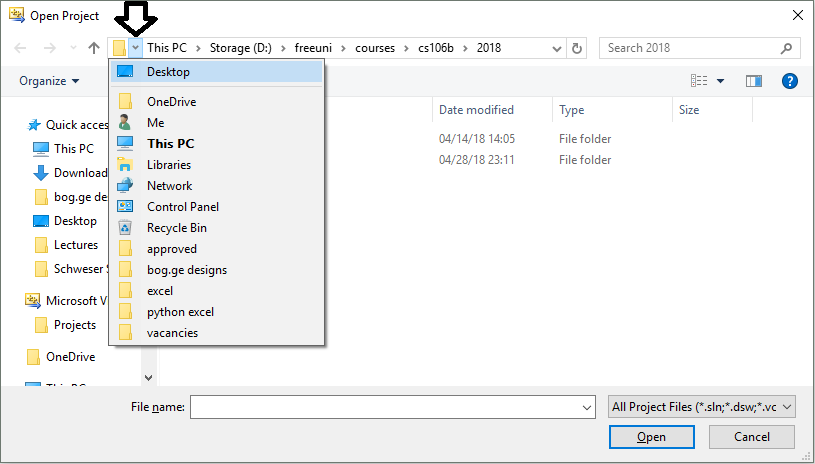 Open Project
This PC > Storage (D:) > freeuni > courses > cs106b > 2018
Search 2018
Organize
Desktop
OneDrive
Me
This PC
Libraries
Network
Control Panel
Recycle Bin
approved
bog.ge designs
excel
python excel
vacancies
Date modified Type Size
04/14/18 14:05 File folder
04/28/18 23:11 File folder
Quick acces
This PC
Download
bog.ge de
Desktop
Lectures
Schweser S
Microsoft V
Projects
OneDrive
This PC
File name:
All Project Files (*.sln;*.dsw;*.vc
Open Cancel